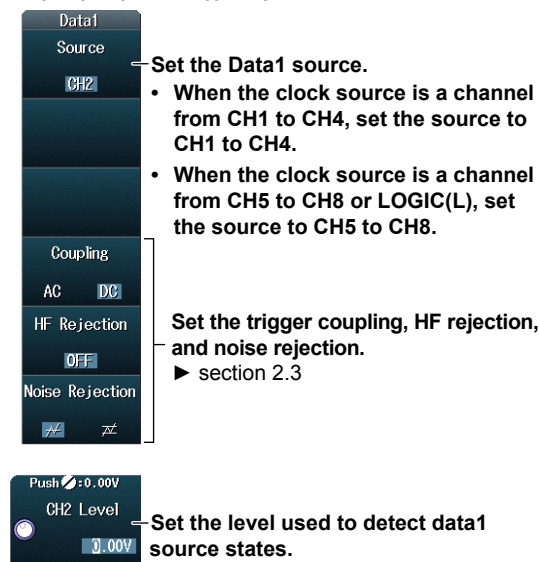 Data1
Source
CH2
Set the Data1 source.
• When the clock source is a channel
from CH1 to CH4, set the source to
CH1 to CH4.
• When the clock source is a channel
from CH5 to CH8 or LOGIC(L), set
the source to CH5 to CH8.
Coupling
AC DC
HF Rejection
OFF
Noise Rejection
Set the trigger coupling, HF rejection,
and noise rejection.
► section 2.3
Push :0.00V
CH2 Level
0.00V
Set the level used to detect data1
source states.